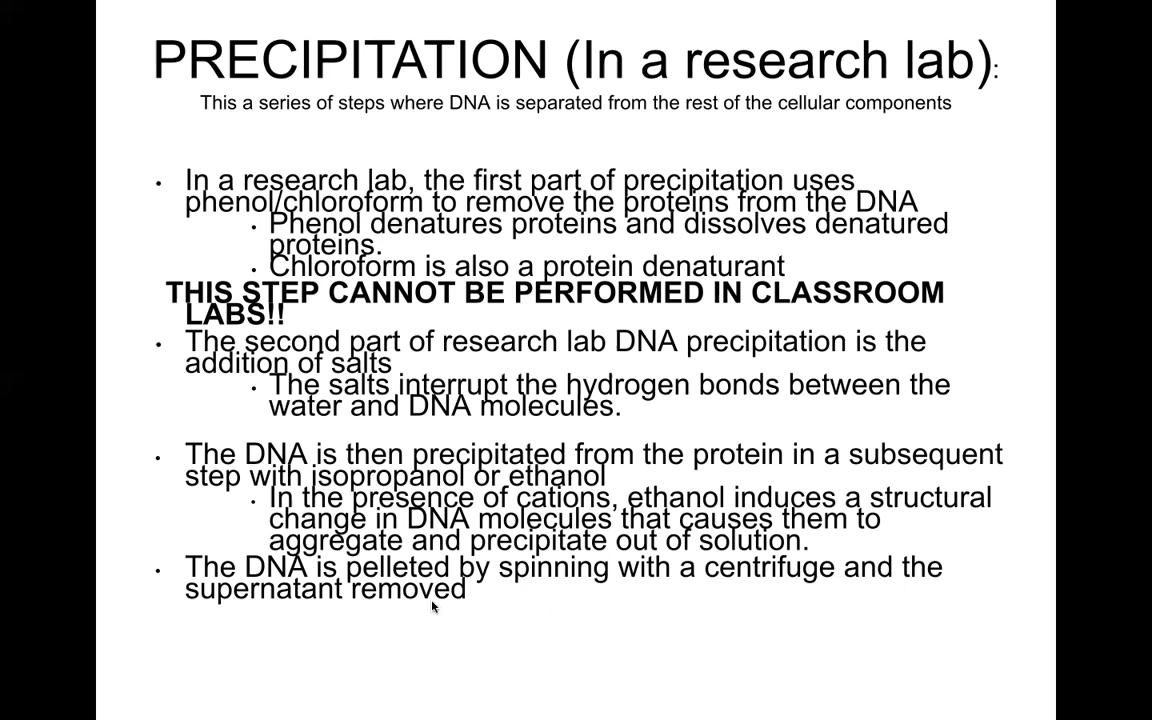 PRECIPITATION (In a research lab):
This a series of steps where DNA is separated from the rest of the cellular components
• In a research lab, the first part of precipitation uses
phenol/chloroform to remove the proteins from the DNA
• Phenol denatures proteins and dissolves denatured
proteins.
• Chloroform is also a protein denaturant
THIS STEP CANNOT BE PERFORMED IN CLASSROOM
LABS!!
• The second part of research lab DNA precipitation is the
addition of salts
• The salts interrupt the hydrogen bonds between the
water and DNA molecules.
• The DNA is then precipitated from the protein in a subsequent
step with isopropanol or ethanol
• In the presence of cations, ethanol induces a structural
change in DNA molecules that causes them to
aggregate and precipitate out of solution.
• The DNA is pelleted by spinning with a centrifuge and the
supernatant removed